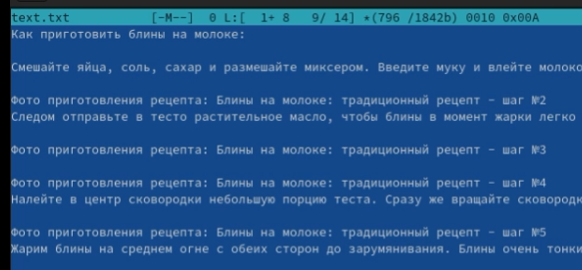 text.txt [-M--] 0 L:[ 1+ 8 9/ 14] *(796 /1842b) 0010 0x00A
Как приготовить блины на молоке:
Смешайте яйца, соль, сахар и размешайте миксером. Введите муку и влейте молоко
Фото приготовления рецепта: Блины на молоке: традиционный рецепт - шаг №2
Следом отправьте в тесто растительное масло, чтобы блины в момент жарки легко
Фото приготовления рецепта: Блины на молоке: традиционный рецепт - шаг №3
Фото приготовления рецепта: Блины на молоке: традиционный рецепт - шаг №4
Налейте в центр сковородки небольшую порцию теста. Сразу же вращайте сковородк
Фото приготовления рецепта: Блины на молоке: традиционный рецепт - шаг №5
Жарим блины на среднем огне с обеих сторон до зарумянивания. Блины очень тонки